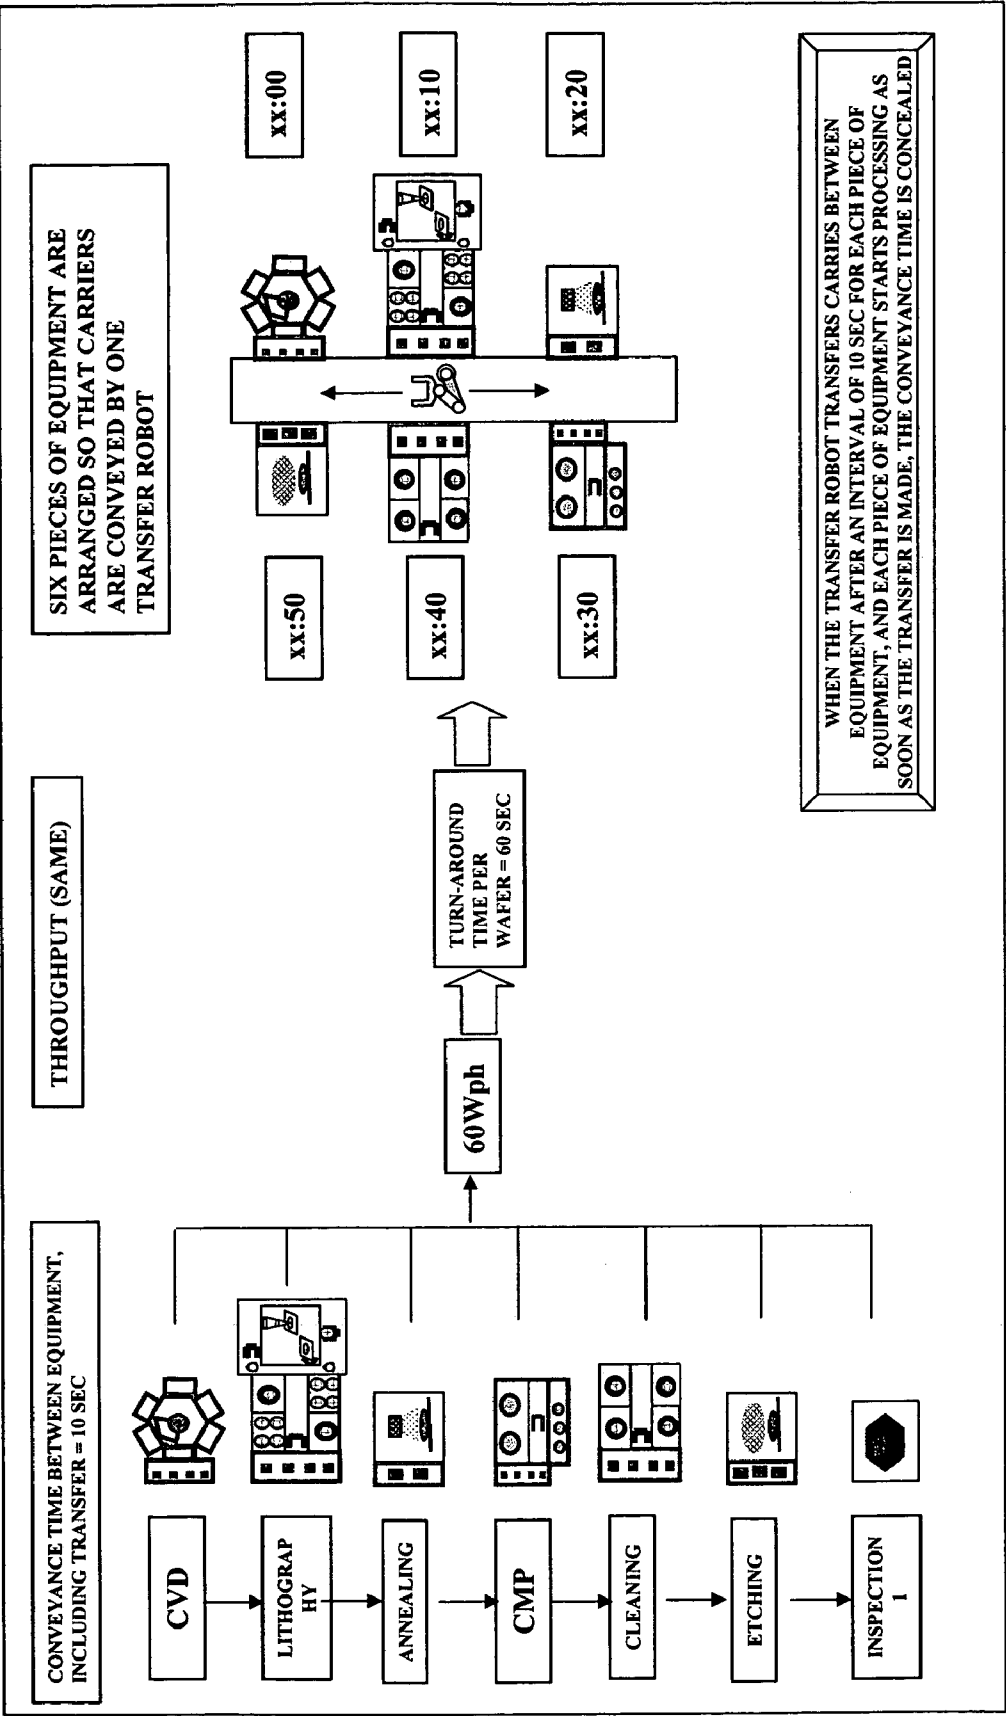 CONVEYANCE TIME BETWEEN EQUIPMENT,
INCLUDING TRANSFER = 10 SEC
THROUGHPUT (SAME)
SIX PIECES OF EQUIPMENT ARE
ARRANGED SO THAT CARRIERS
ARE CONVEYED BY ONE
TRANSFER ROBOT
CVD
LITHOGRAP
HY
ANNEALING
CMP
CLEANING
ETCHING
INSPECTION
1
60Wph
TURN-AROUND
TIME PER
WAFER = 60 SEC
xx:50
xx:40
xx:30
xx:00
xx:10
xx:20
WHEN THE TRANSFER ROBOT TRANSFERS CARRIES BETWEEN
EQUIPMENT AFTER AN INTERVAL OF 10 SEC FOR EACH PIECE OF
EQUIPMENT, AND EACH PIECE OF EQUIPMENT STARTS PROCESSING AS
SOON AS THE TRANSFER IS MADE, THE CONVEYANCE TIME IS CONCEALED